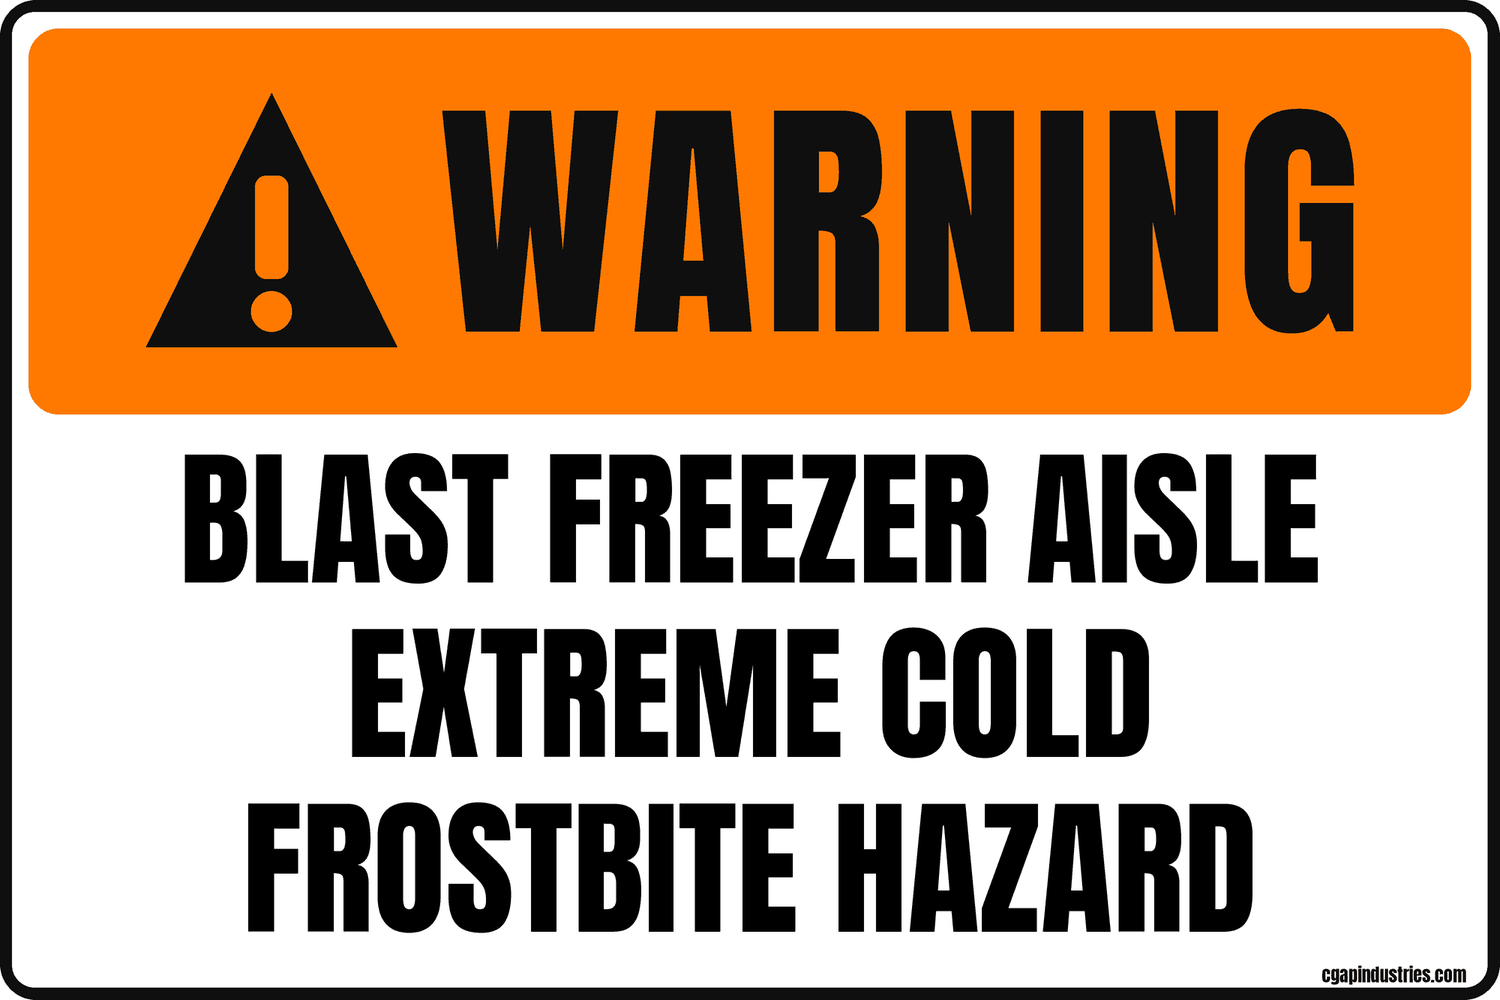 WARNING
BLAST FREEZER AISLE
EXTREME COLD
FROSTBITE HAZARD
cgapindustries.com